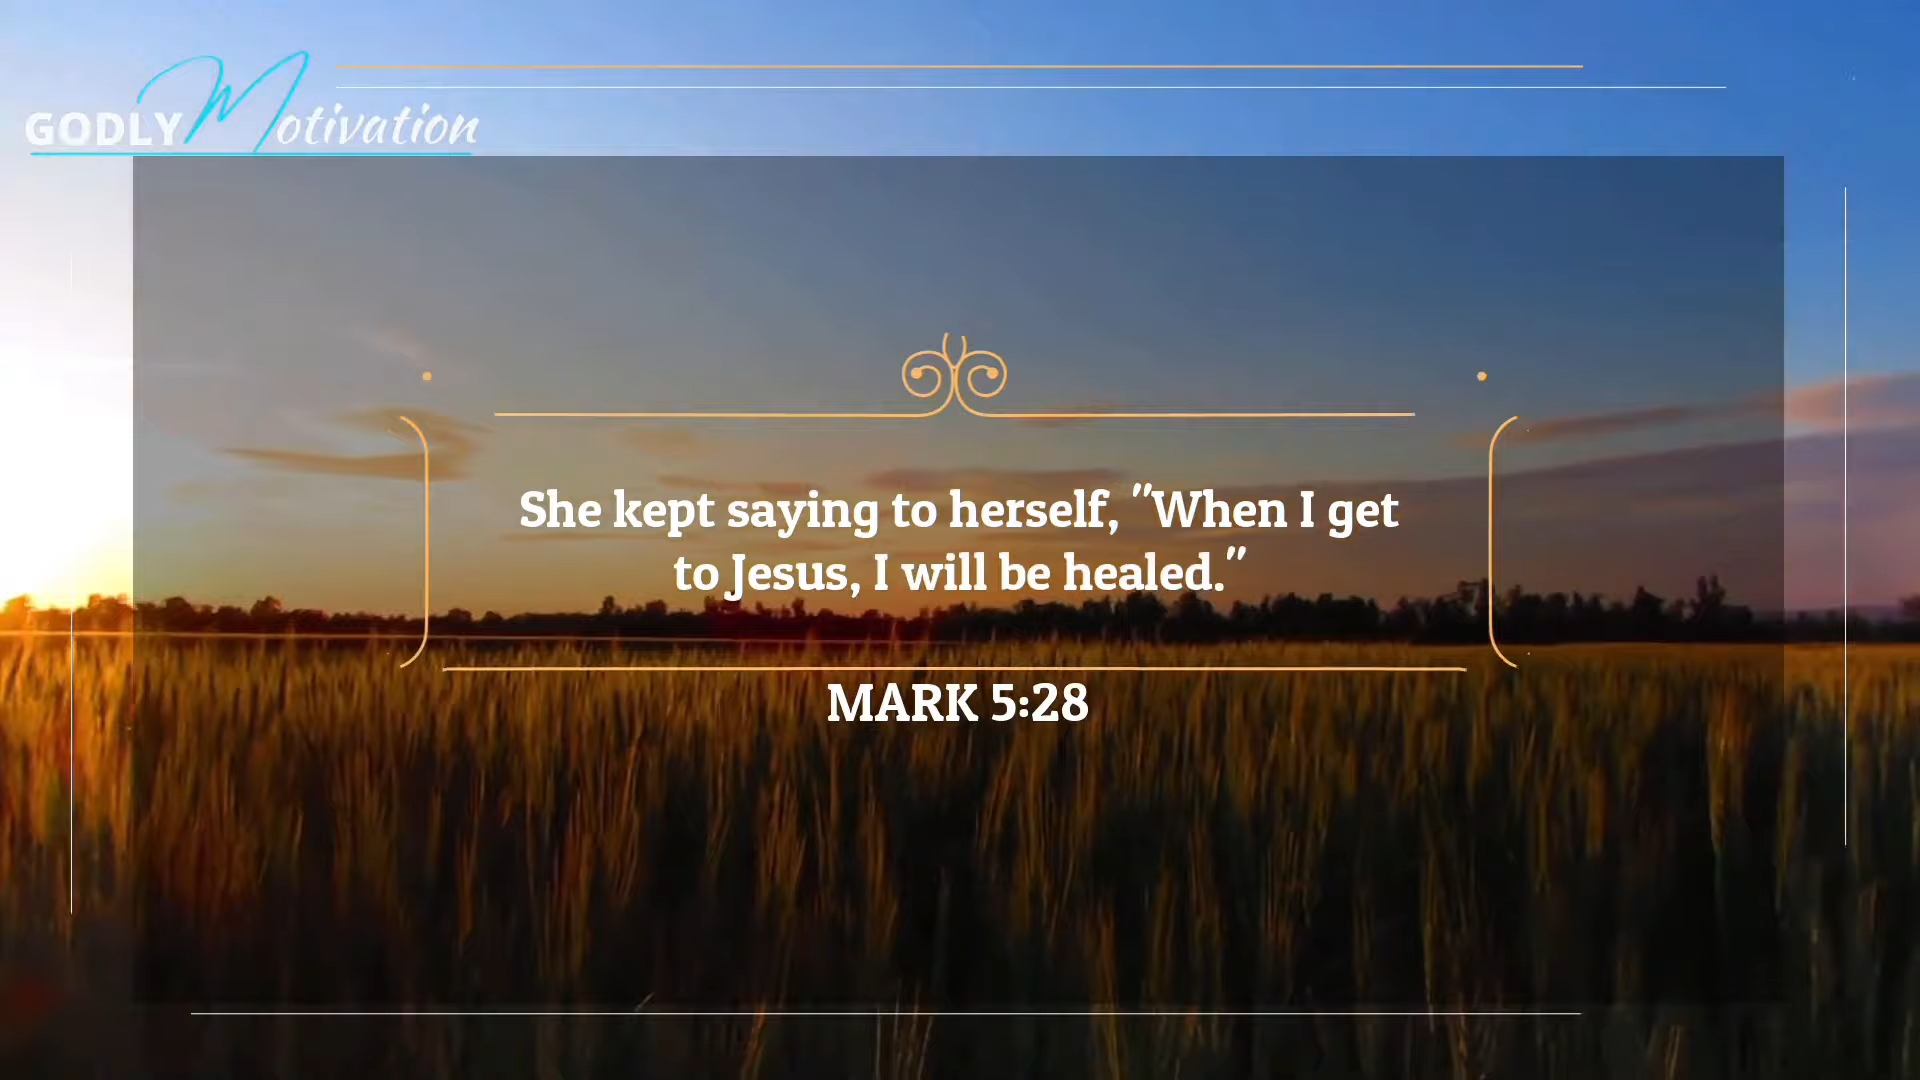 GODLY Motivation
She kept saying to herself, "When I get
to Jesus, I will be healed."
MARK 5:28